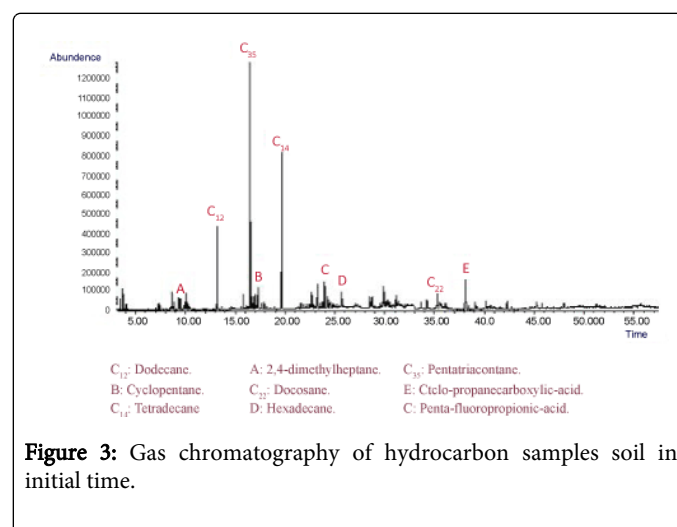 C35
Abundence
1200000
1100000
1000000
900000
800000
C14
700000
600000
500000
C12
400000
300000
200000
E
B
C
100000
A
D
C22
0
5.00 10.00 15.00 20.00 25.00 30.00 35.00 40.00 45.00 50.000 55.00
Time
C12: Dodecane. A: 2,4-dimethylheptane. C35: Pentatriacontane.
B: Cyclopentane. C22: Docosane. E: Ctclo-propanecarboxylic-acid.
C14: Tetradecane D: Hexadecane. C: Penta-fluoropropionic-acid.
Figure 3: Gas chromatography of hydrocarbon samples soil in
initial time.